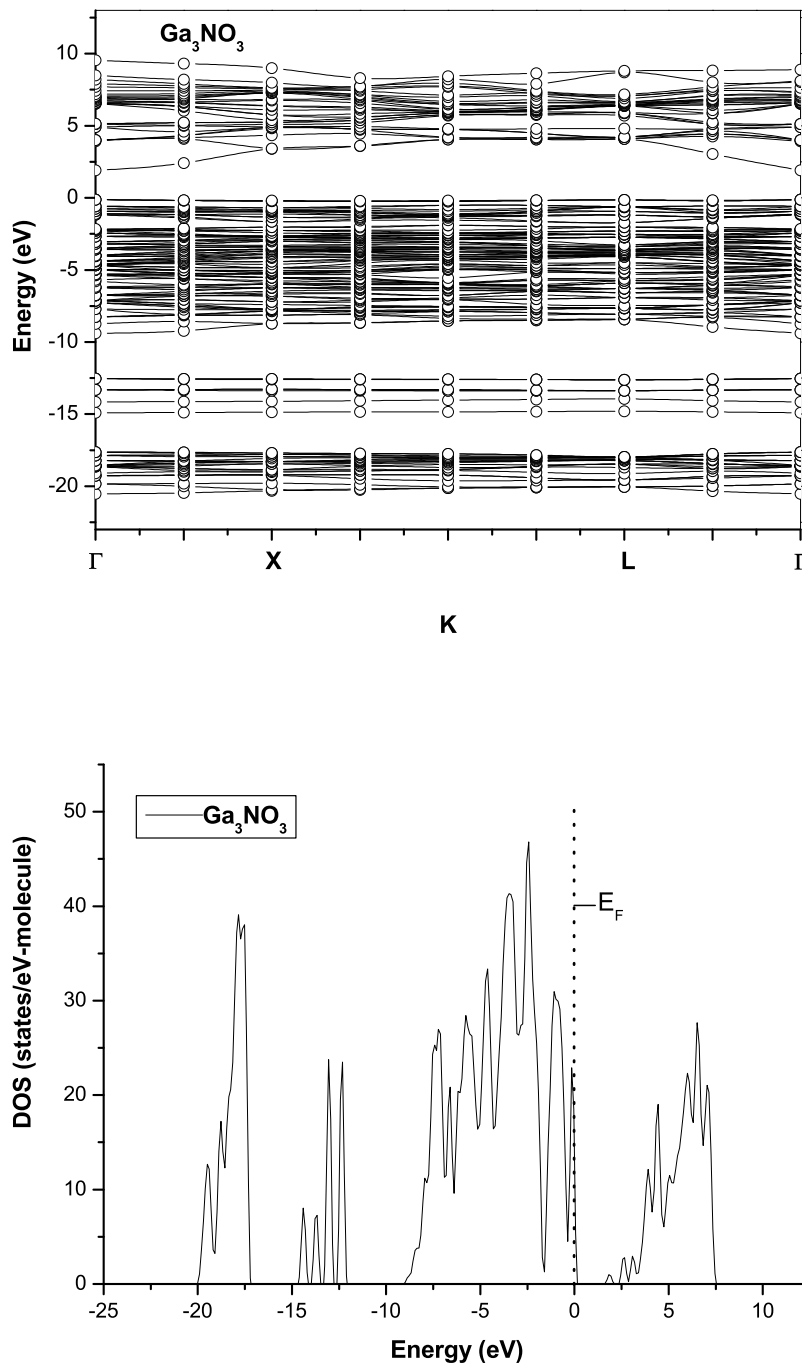 Ga₃NO₃
10
5
0
-5
-10
-15
-20
Energy (eV)
Γ X L Γ
K
Ga₃NO₃
50
40
30
20
10
0
DOS (states/eV-molecule)
E_F
-25 -20 -15 -10 -5 0 5 10
Energy (eV)